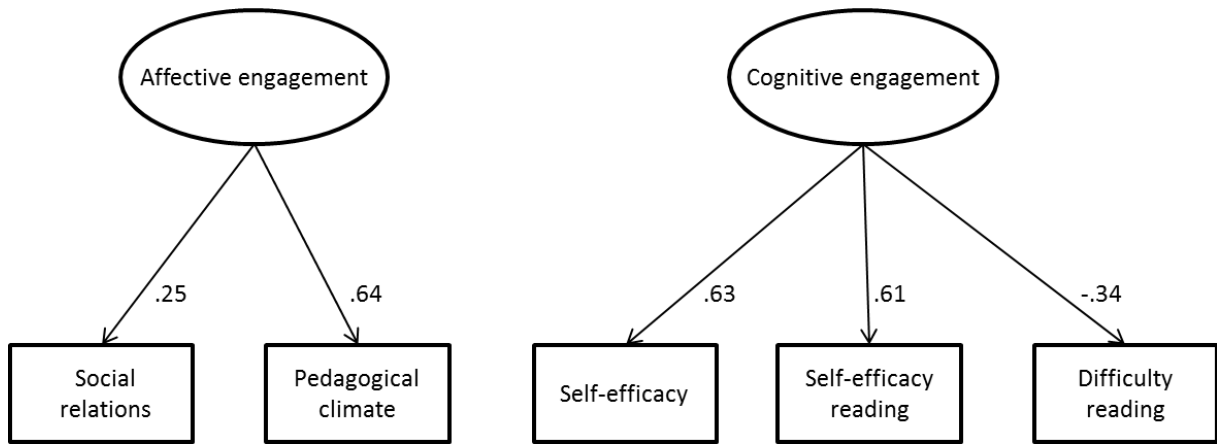 Affective engagement
Cognitive engagement
.25
.64
.63
.61
-.34
Social
relations
Pedagogical
climate
Self-efficacy
Self-efficacy
reading
Difficulty
reading